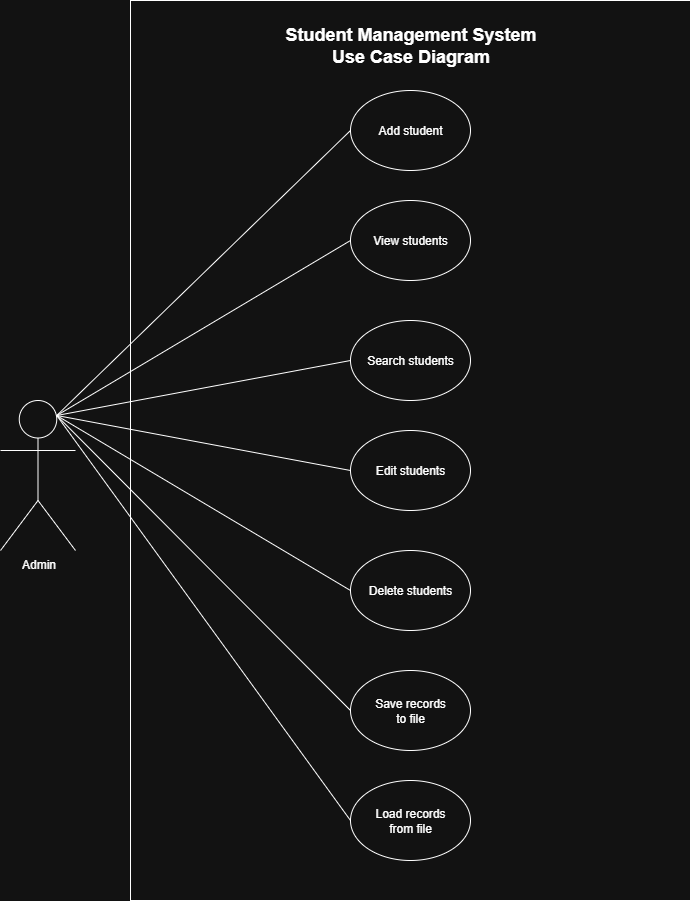 Student Management System
Use Case Diagram
Add student
View students
Search students
Edit students
Admin
Delete students
Save records
to file
Load records
from file